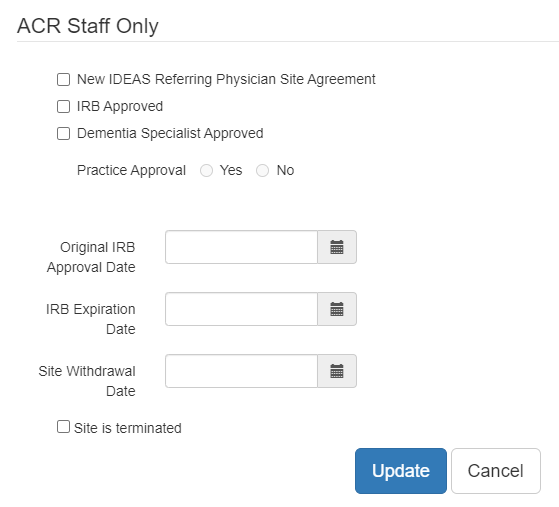 ACR Staff Only
New IDEAS Referring Physician Site Agreement
IRB Approved
Dementia Specialist Approved
Practice Approval Yes No
Original IRB
Approval Date
IRB Expiration
Date
Site Withdrawal
Date
Site is terminated
Update Cancel